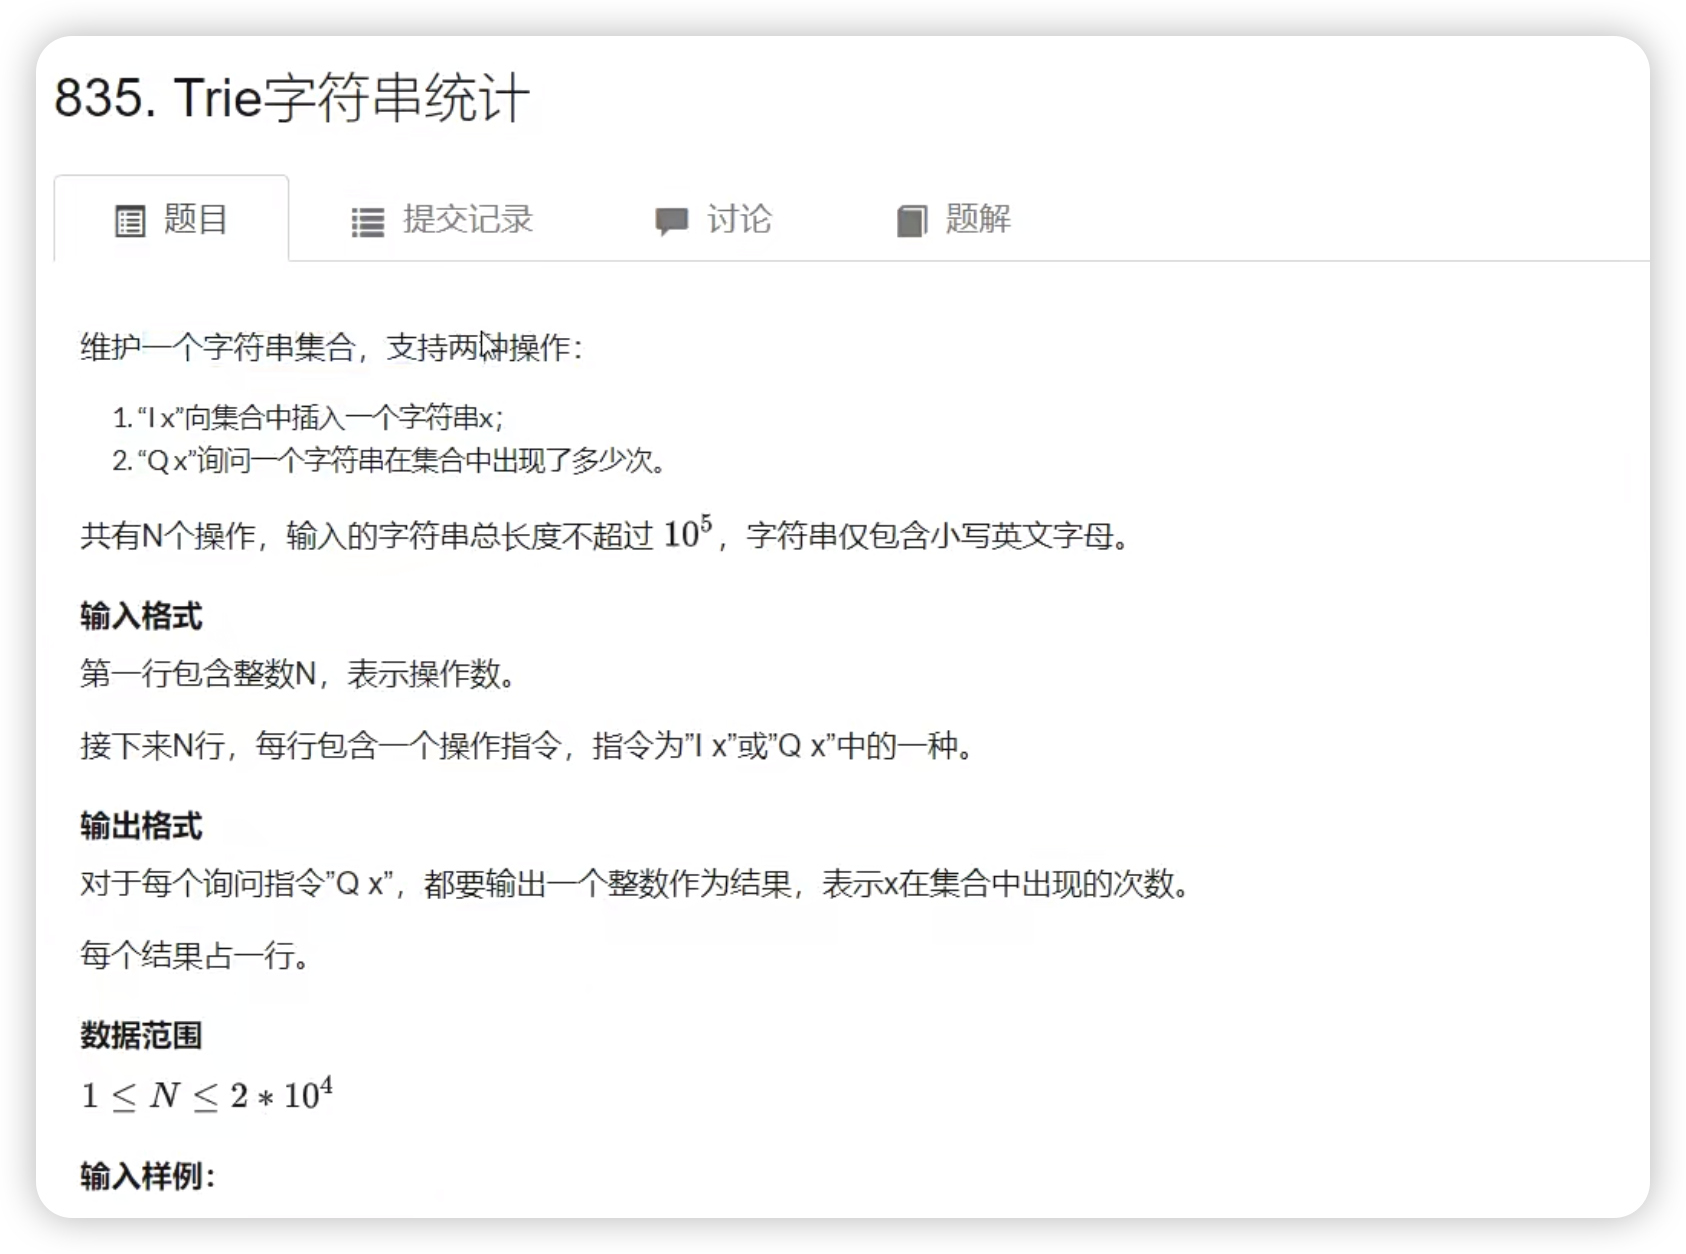 835. Trie字符串统计
题目 提交记录 讨论 题解
维护一个字符串集合，支持两种操作：
1. “I x”向集合中插入一个字符串x；
2. “Q x”询问一个字符串在集合中出现了多少次。
共有N个操作，输入的字符串总长度不超过 10⁵，字符串仅包含小写英文字母。
输入格式
第一行包含整数N，表示操作数。
接下来N行，每行包含一个操作指令，指令为”I x”或”Q x”中的一种。
输出格式
对于每个询问指令”Q x”，都要输出一个整数作为结果，表示x在集合中出现的次数。
每个结果占一行。
数据范围
1 ≤ N ≤ 2 * 10⁴
输入样例：